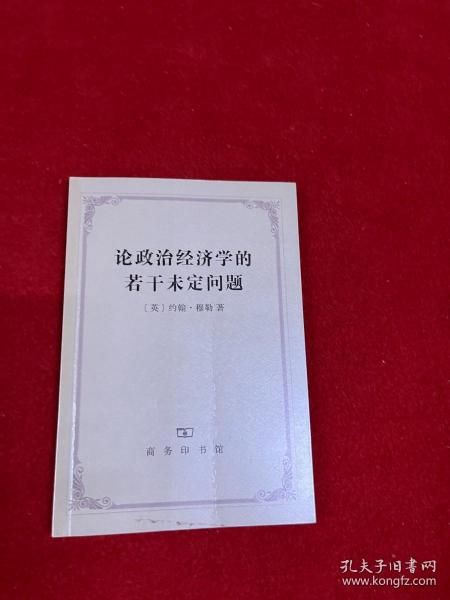 论政治经济学的
若干未定问题
〔英〕约翰·穆勒 著
商务印书馆
孔夫子旧书网
www.kongfz.com